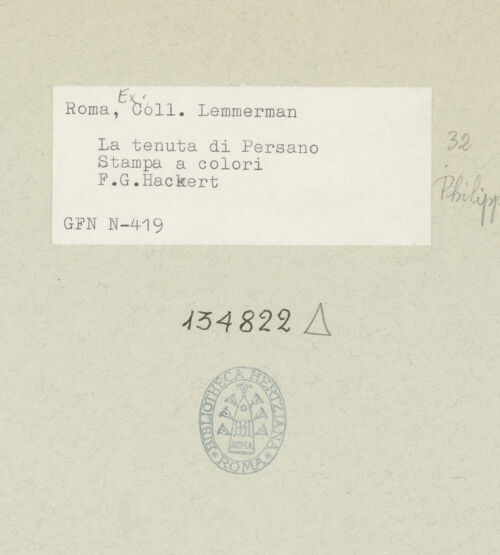 Roma, Ex. Coll. Lemmerman
La tenuta di Persano
Stampa a colori
F.G.Hackert
GFN N-419
32
Philipp
134822 △
BIBLIOTHECA HERTZIANA
ROMA
* ROMA *